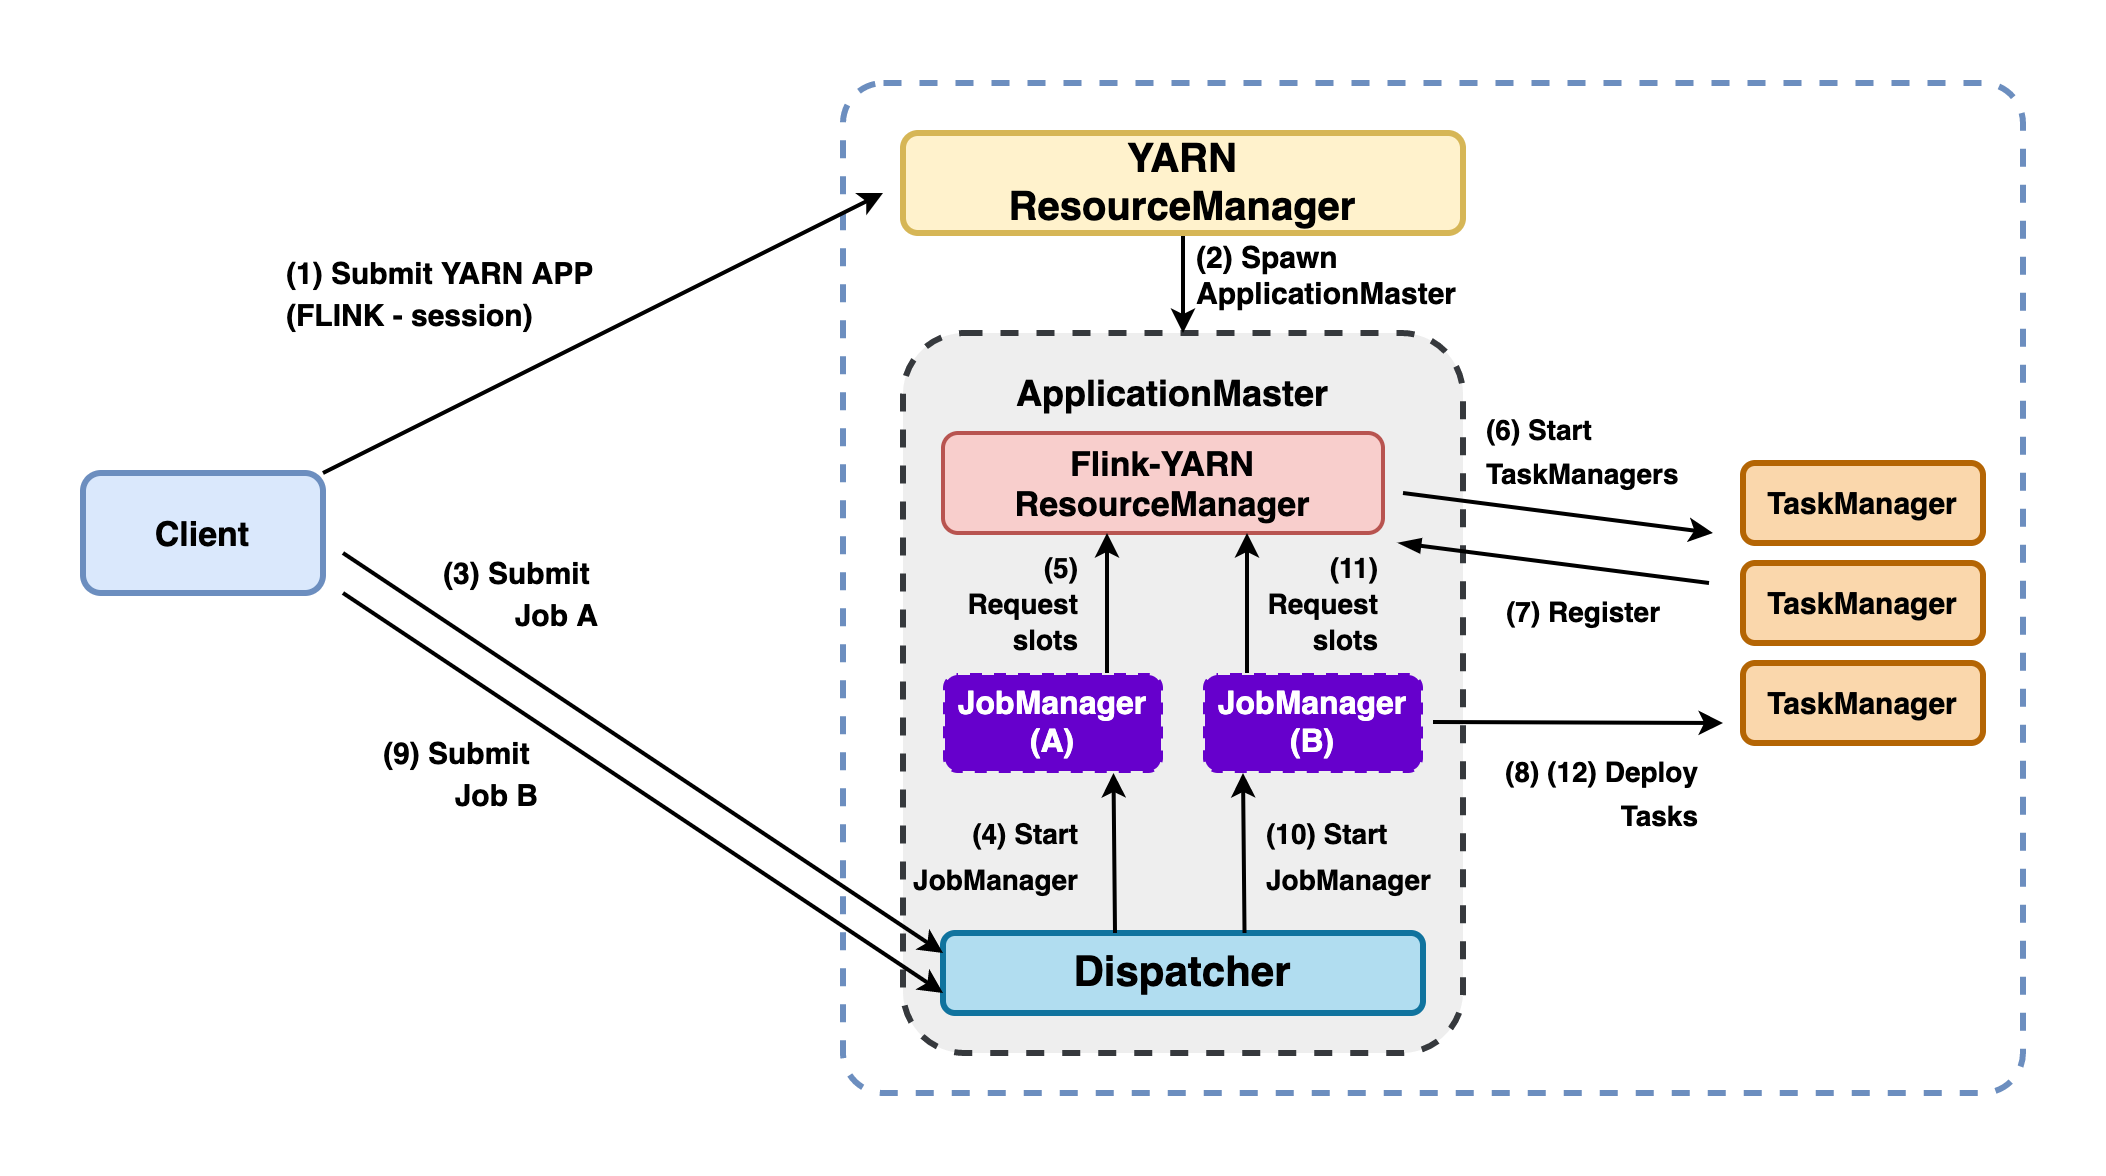 YARN
ResourceManager
(1) Submit YARN APP
(FLINK - session)
(2) Spawn
ApplicationMaster
ApplicationMaster
Flink-YARN
ResourceManager
(6) Start
TaskManagers
TaskManager
Client
(3) Submit
Job A
(5)
Request
slots
(11)
Request
slots
(7) Register
TaskManager
JobManager
(A)
JobManager
(B)
TaskManager
(9) Submit
Job B
(8) (12) Deploy
Tasks
(4) Start
JobManager
(10) Start
JobManager
Dispatcher